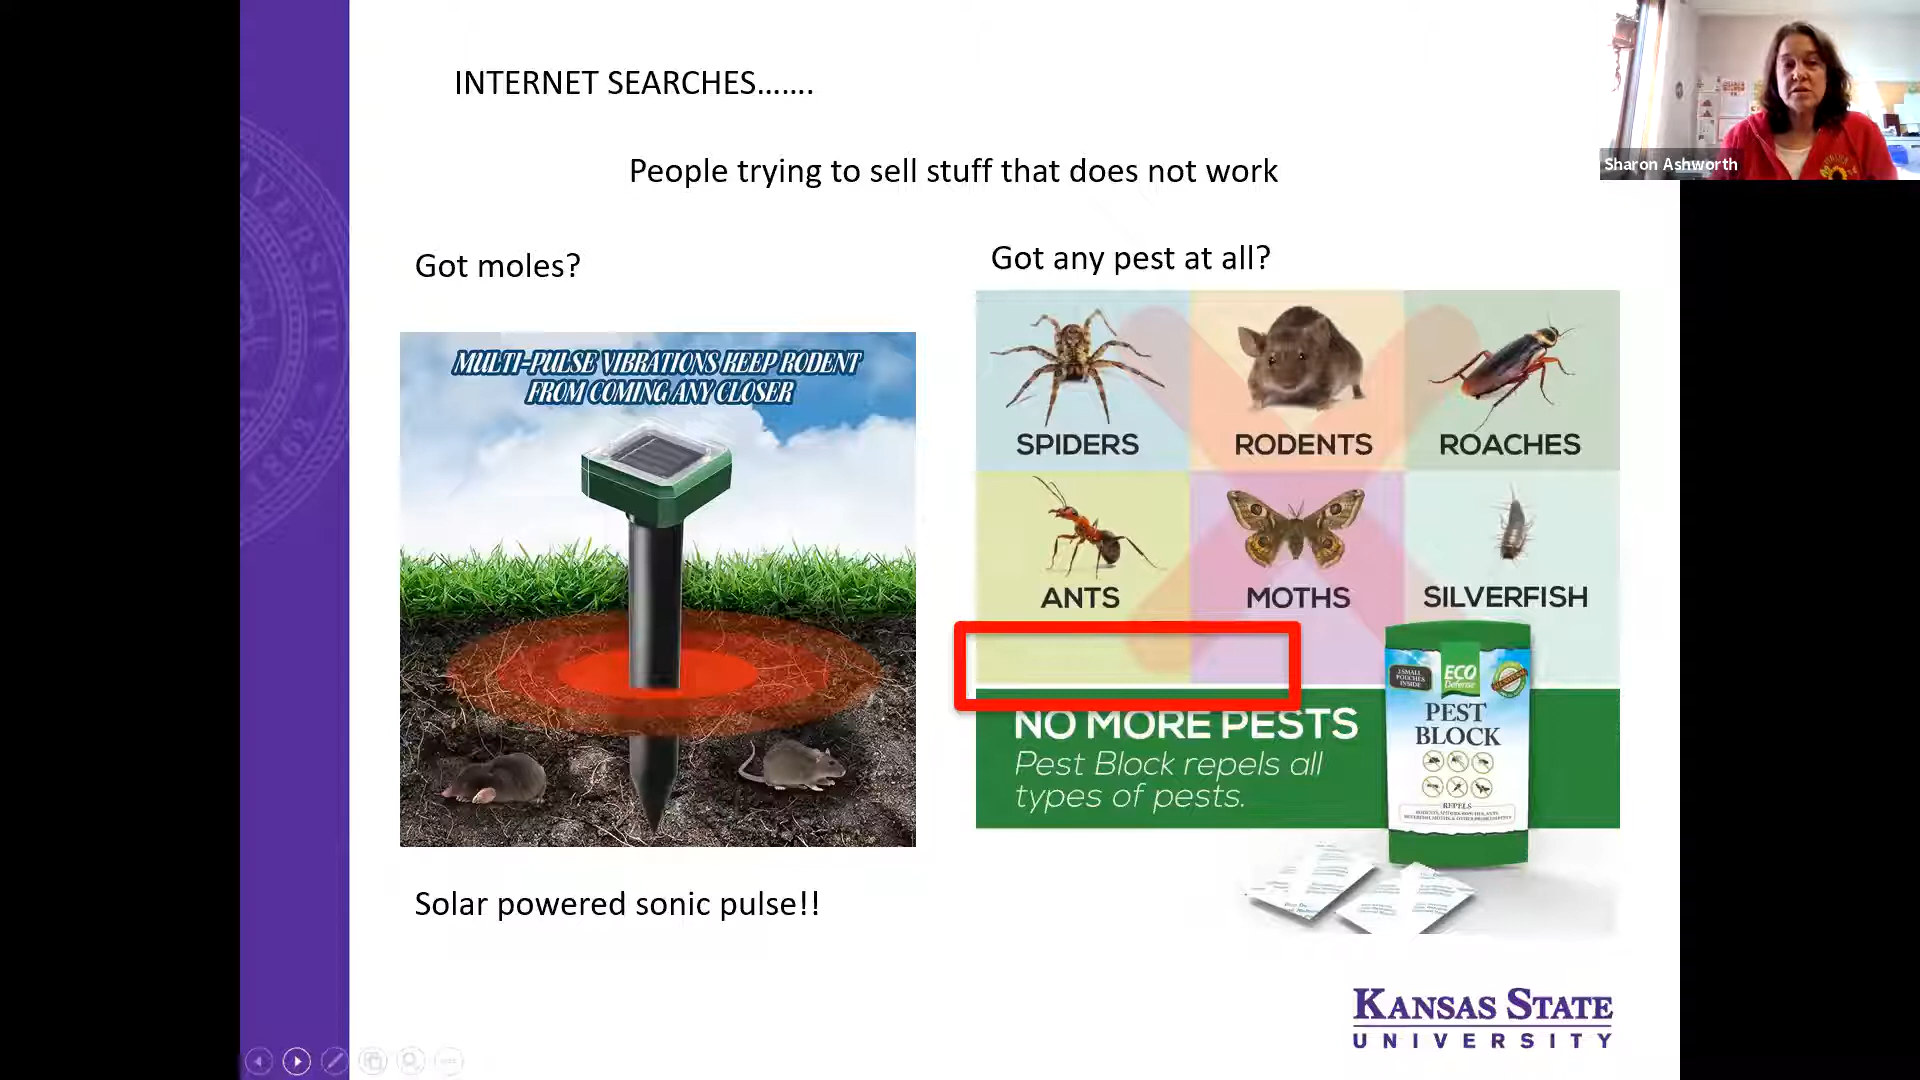 INTERNET SEARCHES.......
People trying to sell stuff that does not work
Sharon Ashworth
Got moles?
Got any pest at all?
MULTI-PULSE VIBRATIONS KEEP RODENT
FROM COMING ANY CLOSER
SPIDERS
RODENTS
ROACHES
ANTS
MOTHS
SILVERFISH
NO MORE PESTS
Pest Block repels all
types of pests.
ECO
Defense
PEST
BLOCK
REPELS
Solar powered sonic pulse!!
KANSAS STATE
UNIVERSITY